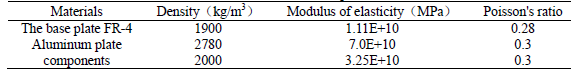 Materials Density（kg/m³） Modulus of elasticity（MPa） Poisson's ratio
The base plate FR-4 1900 1.11E+10 0.28
Aluminum plate 2780 7.0E+10 0.3
components 2000 3.25E+10 0.3